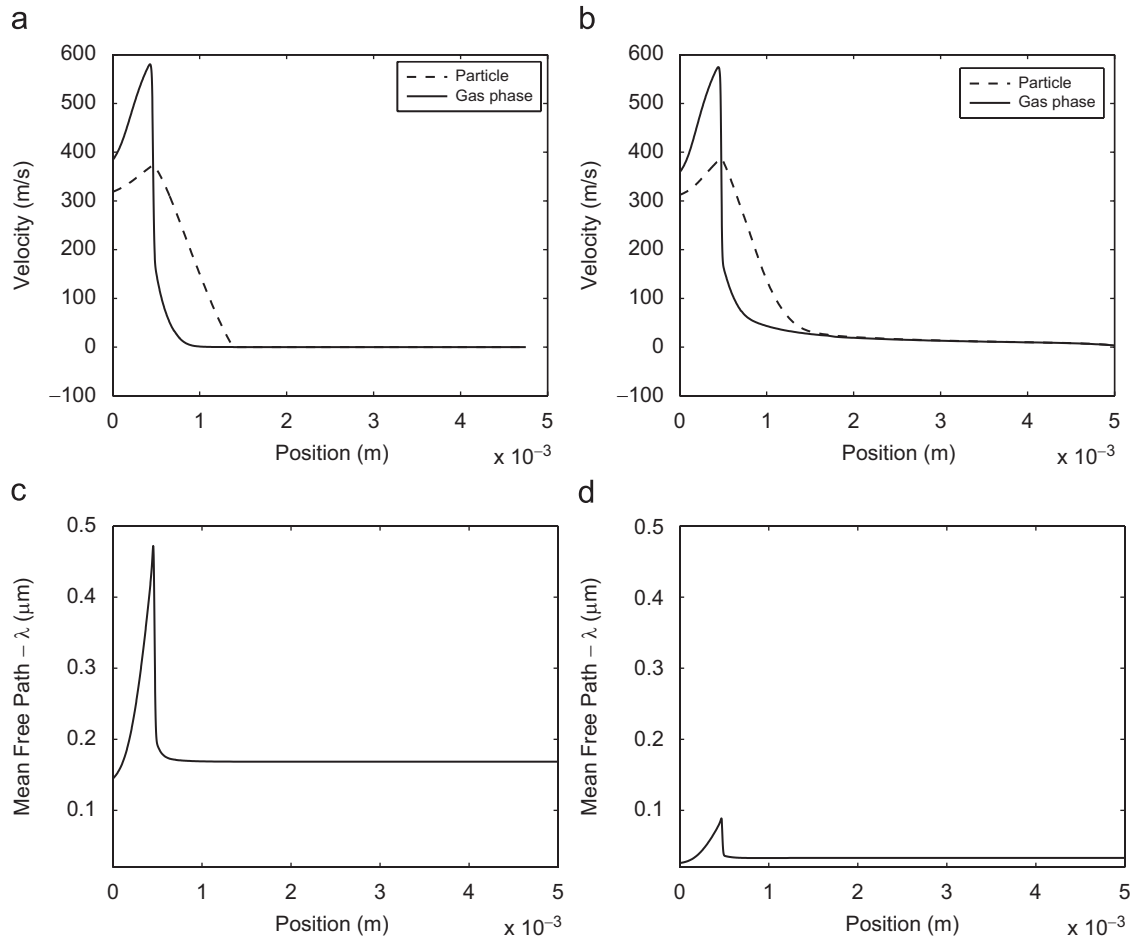 a
600
500
400
300
200
100
0
−100
Velocity (m/s)
Particle
Gas phase
0 1 2 3 4 5
Position (m)
x 10−3
b
600
500
400
300
200
100
0
−100
Velocity (m/s)
Particle
Gas phase
0 1 2 3 4 5
Position (m)
x 10−3
c
0.5
0.4
0.3
0.2
0.1
Mean Free Path − λ (μm)
0 1 2 3 4 5
Position (m)
x 10−3
d
0.5
0.4
0.3
0.2
0.1
Mean Free Path − λ (μm)
0 1 2 3 4 5
Position (m)
x 10−3